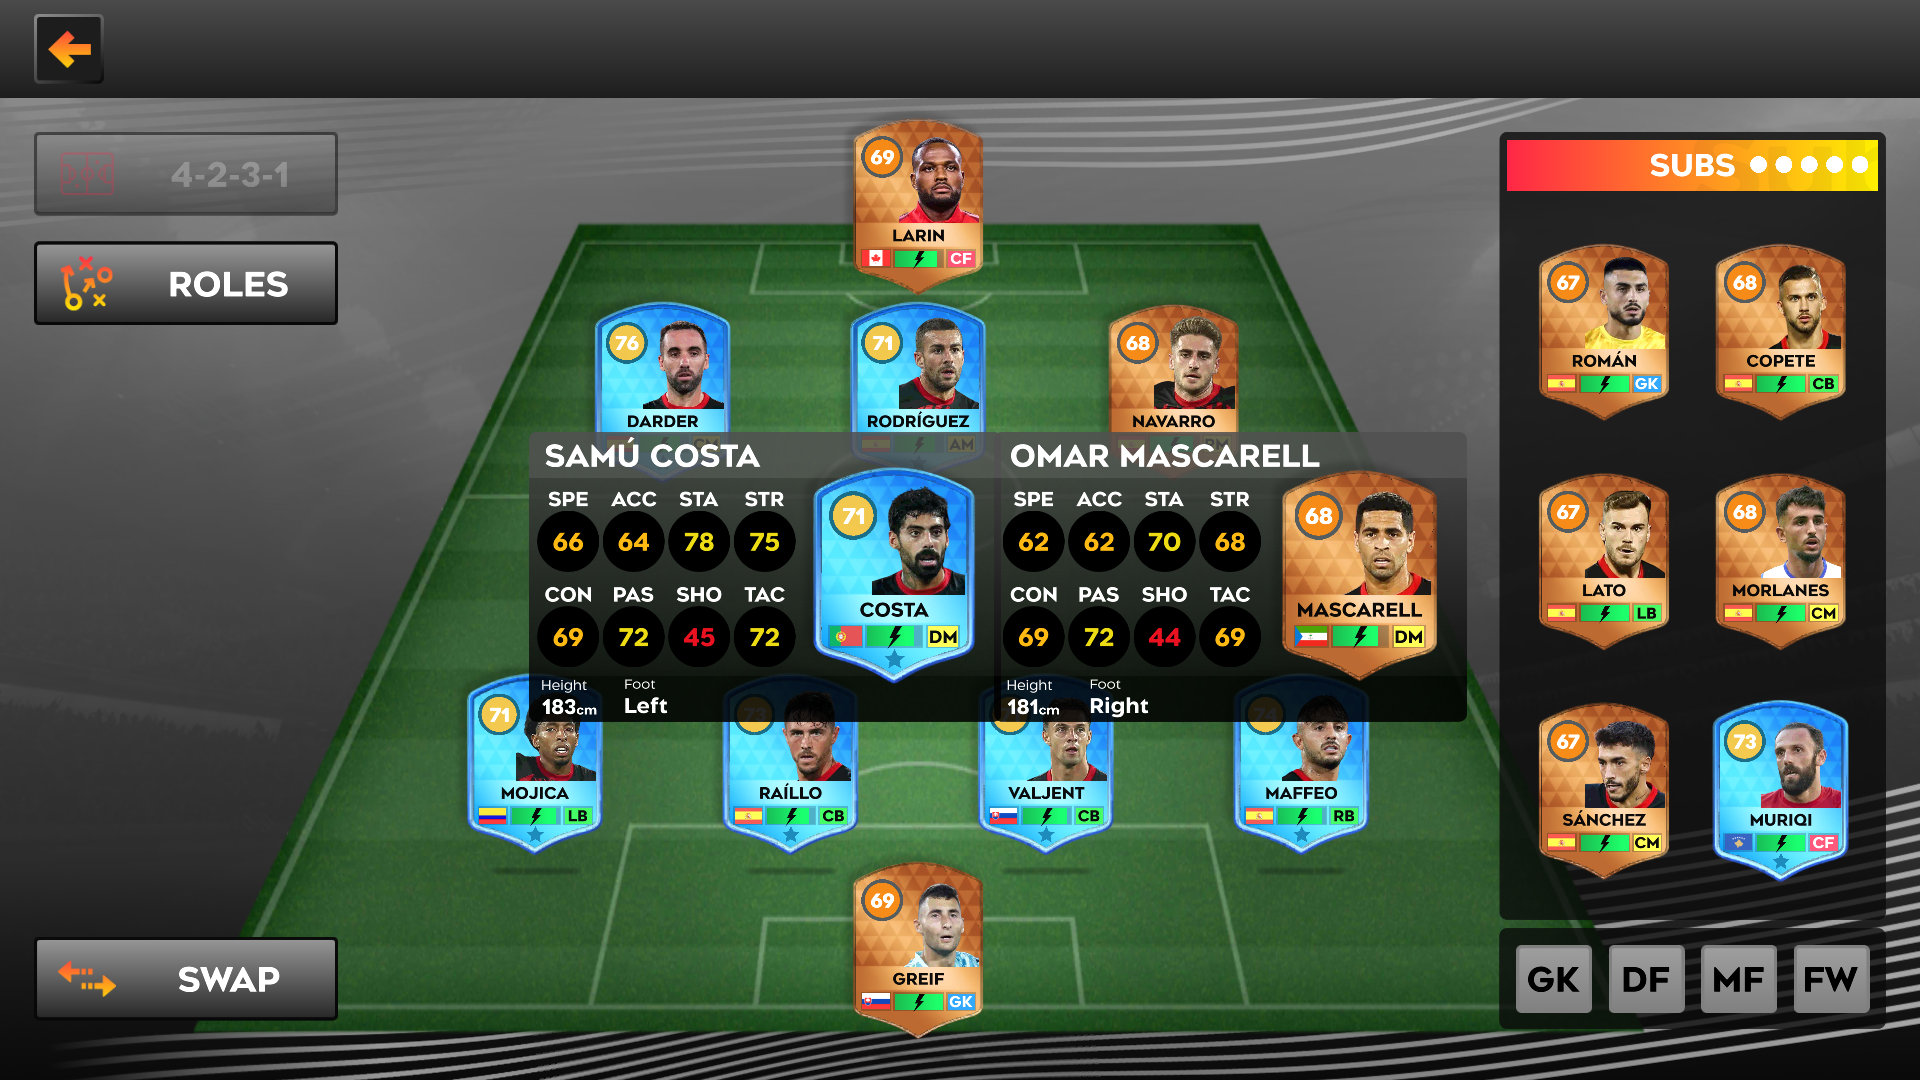 4-2-3-1
ROLES
SUBS
69
LARIN
CF
76
DARDER
CM
71
RODRÍGUEZ
AM
68
NAVARRO
SAMÚ COSTA
SPE ACC STA STR
66 64 78 75
CON PAS SHO TAC
69 72 45 72
Height
183cm
Foot
Left
71
COSTA
DM
OMAR MASCARELL
SPE ACC STA STR
62 62 70 68
CON PAS SHO TAC
69 72 44 69
Height
181cm
Foot
Right
68
MASCARELL
DM
71
MOJICA
LB
RAÍLLO
CB
VALJENT
CB
MAFFEO
RB
69
GREIF
GK
67
ROMÁN
GK
68
COPETE
CB
67
LATO
LB
68
MORLANES
CM
67
SÁNCHEZ
CM
73
MURIQI
CF
SWAP
GK DF MF FW